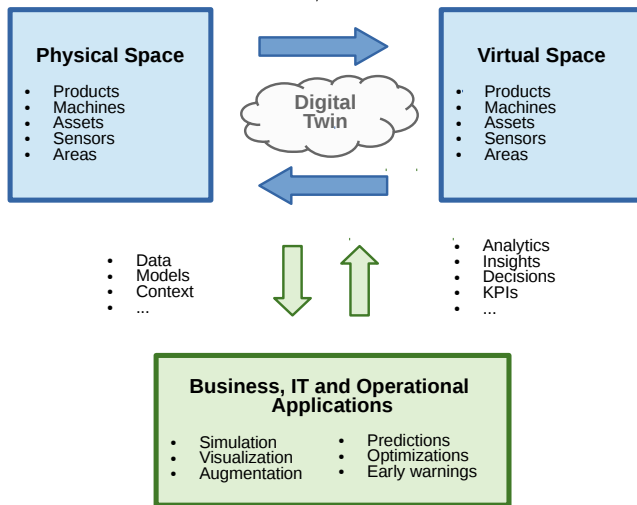 Physical Space
• Products
• Machines
• Assets
• Sensors
• Areas
Digital
Twin
Virtual Space
• Products
• Machines
• Assets
• Sensors
• Areas
• Data
• Models
• Context
• ...
• Analytics
• Insights
• Decisions
• KPIs
• ...
Business, IT and Operational
Applications
• Simulation
• Visualization
• Augmentation
• Predictions
• Optimizations
• Early warnings